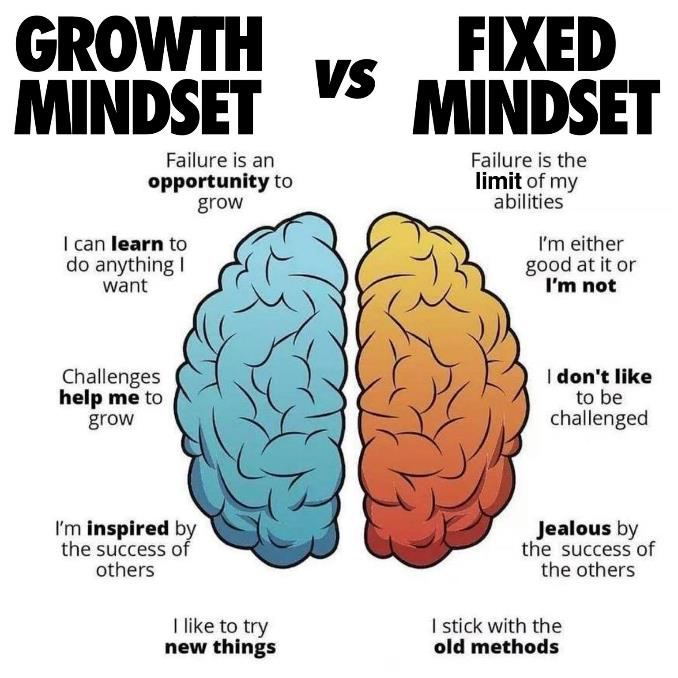 GROWTH
MINDSET
VS
FIXED
MINDSET
Failure is an
opportunity to
grow
Failure is the
limit of my
abilities
I can learn to
do anything I
want
I'm either
good at it or
I'm not
Challenges
help me to
grow
I don't like
to be
challenged
I'm inspired by
the success of
others
Jealous by
the success of
the others
I like to try
new things
I stick with the
old methods